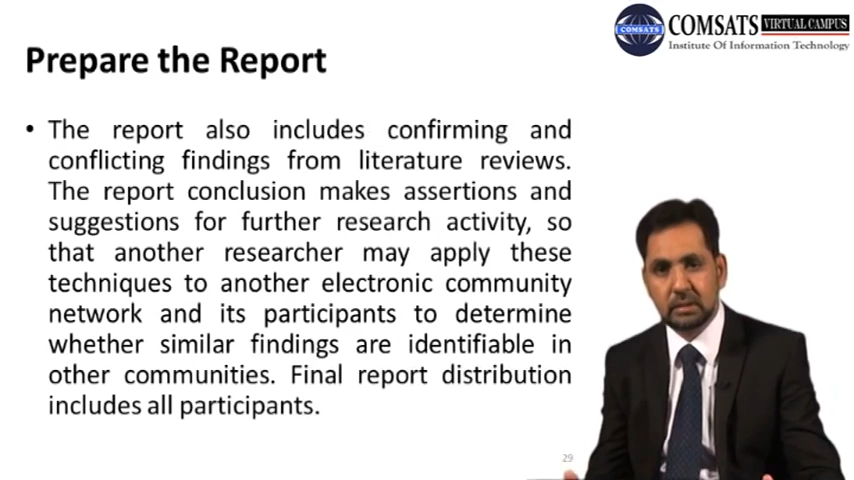 COMSATS
COMSATS VIRTUAL CAMPUS
Institute Of Information Technology
Prepare the Report
• The report also includes confirming and
conflicting findings from literature reviews.
The report conclusion makes assertions and
suggestions for further research activity, so
that another researcher may apply these
techniques to another electronic community
network and its participants to determine
whether similar findings are identifiable in
other communities. Final report distribution
includes all participants.
29